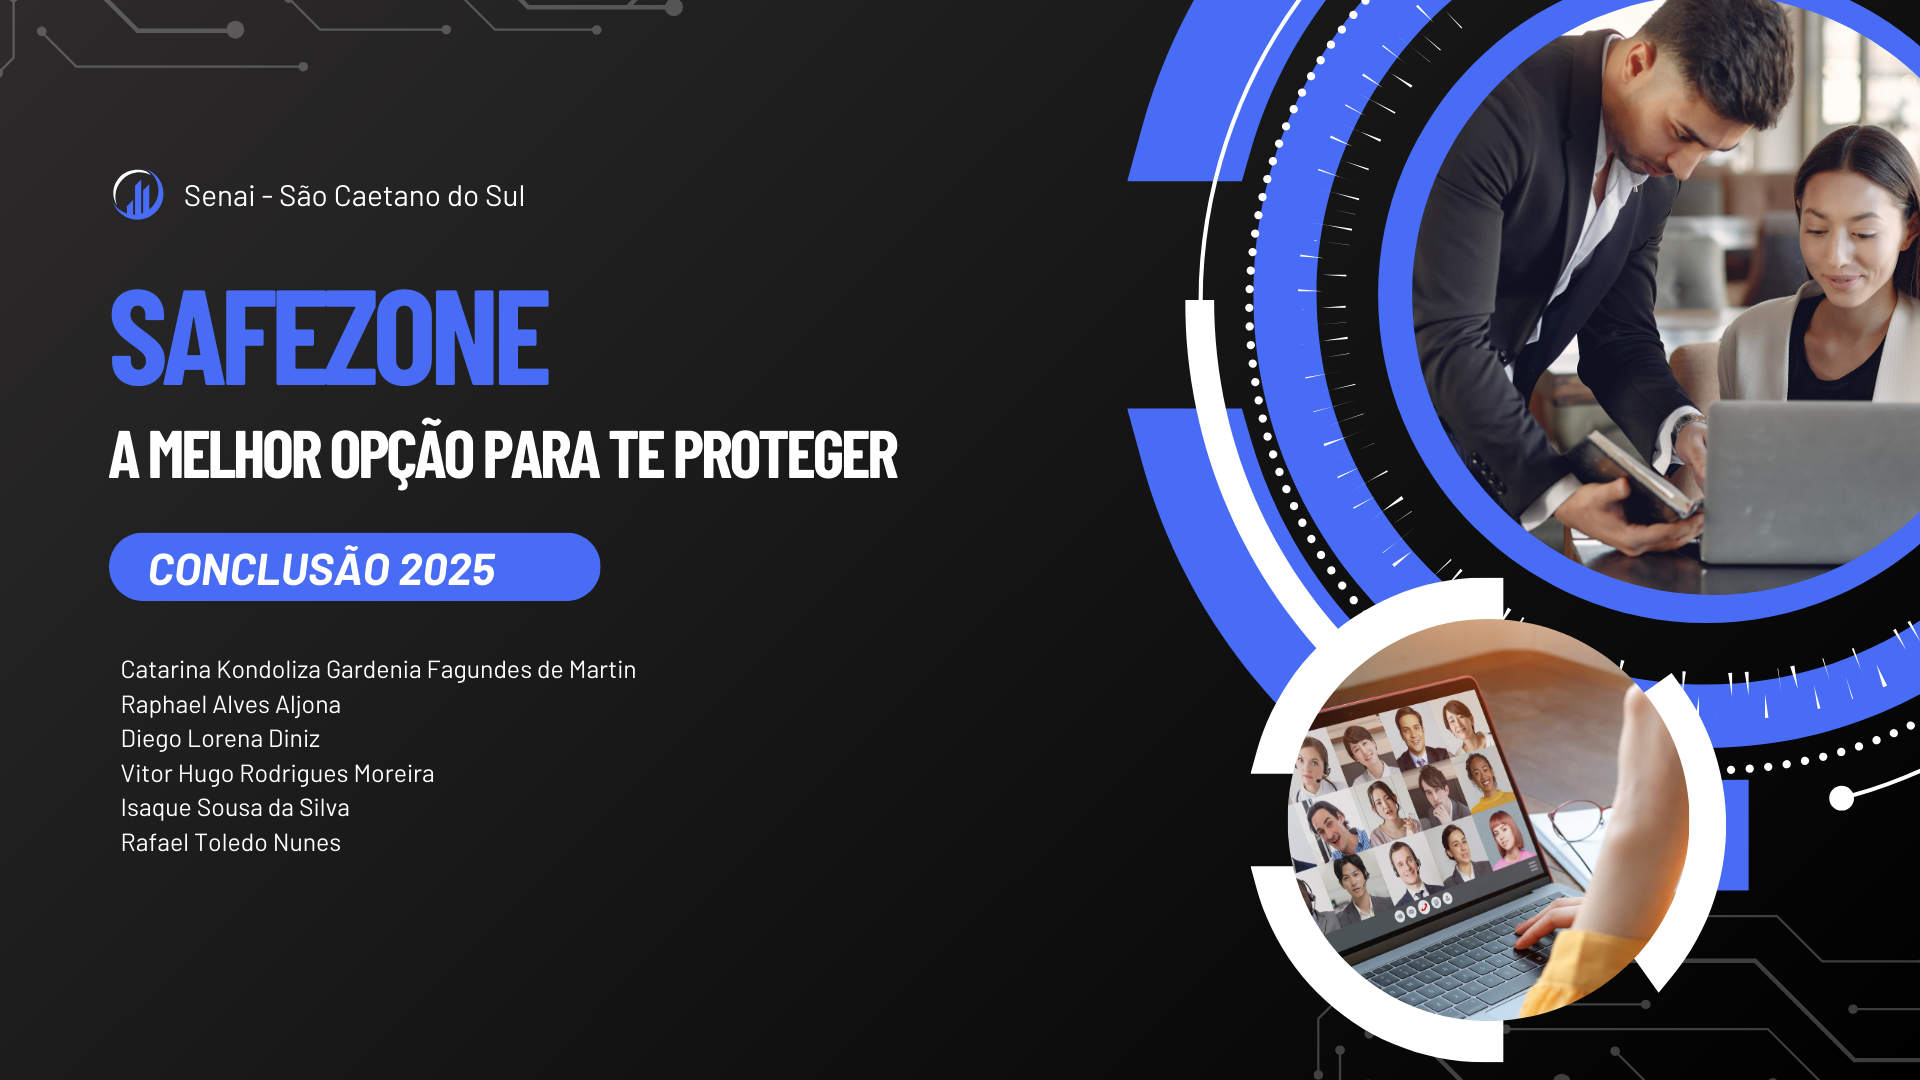 Senai - São Caetano do Sul
SAFEZONE
A MELHOR OPÇÃO PARA TE PROTEGER
CONCLUSÃO 2025
Catarina Kondoliza Gardenia Fagundes de Martin
Raphael Alves Aljona
Diego Lorena Diniz
Vitor Hugo Rodrigues Moreira
Isaque Sousa da Silva
Rafael Toledo Nunes